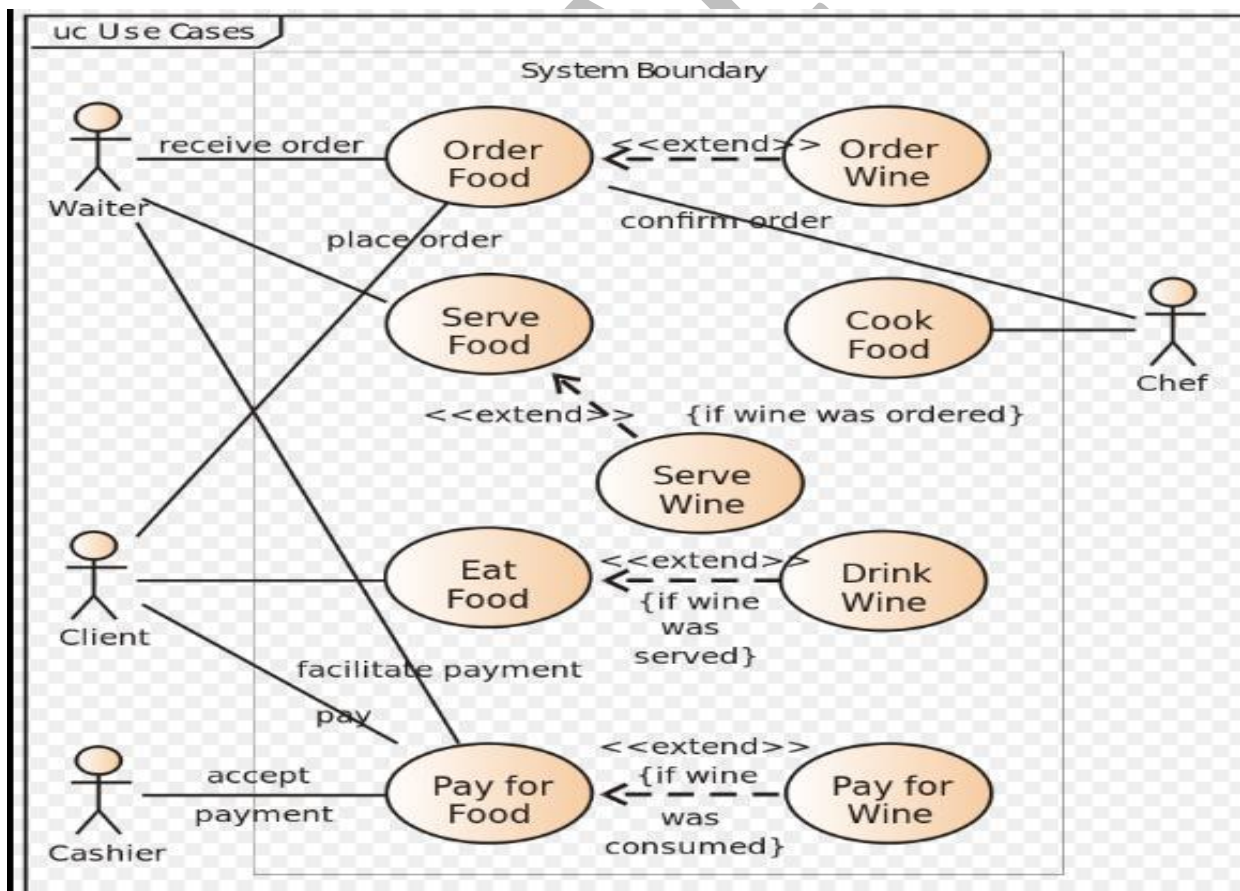 uc Use Cases
System Boundary
receive order
Order
Food
<<extend>>
Order
Wine
Waiter
place order
confirm order
Serve
Food
Cook
Food
Chef
<<extend>>
{if wine was ordered}
Serve
Wine
Client
Eat
Food
<<extend>>
{if wine
was
served}
Drink
Wine
facilitate payment
pay
Cashier
accept
payment
Pay for
Food
<<extend>>
{if wine
was
consumed}
Pay for
Wine